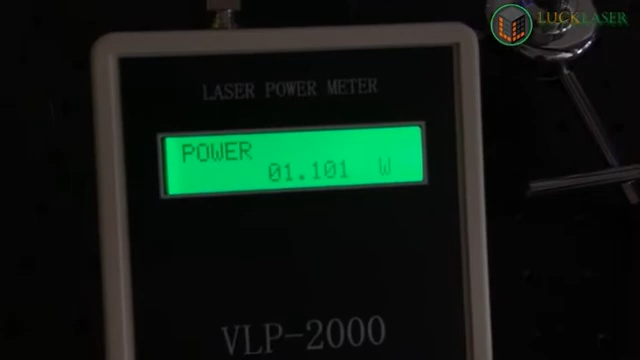 LUCKLASER
LASER POWER METER
POWER
01.101 W
VLP-2000